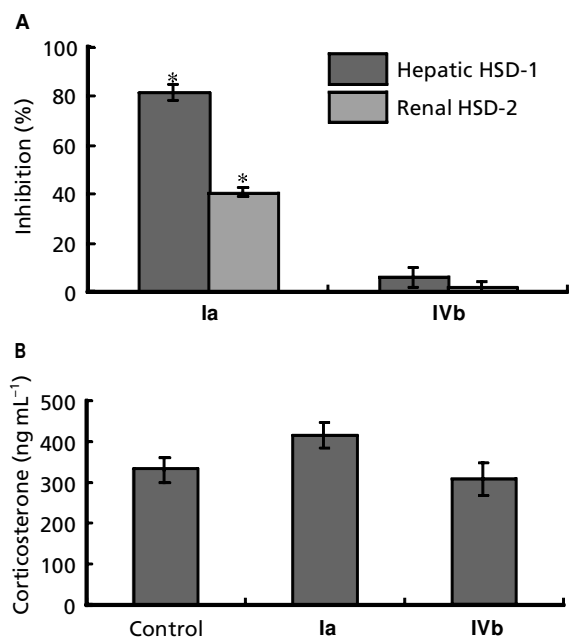 A
100
80
60
40
20
0
Inhibition (%)
Hepatic HSD-1
Renal HSD-2
*
*
Ia IVb
B
500
400
300
200
100
0
Corticosterone (ng mL⁻¹)
Control Ia IVb